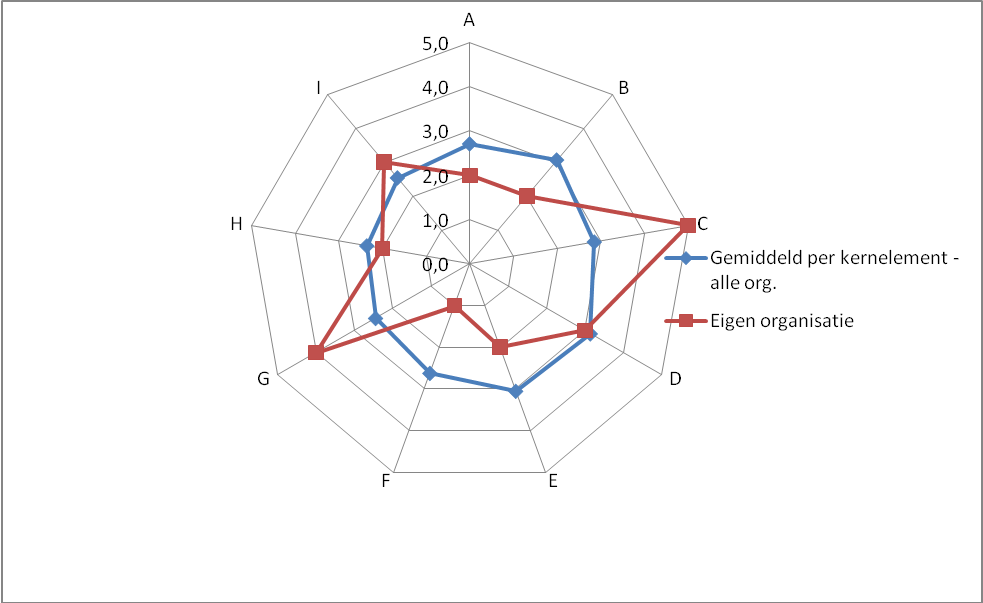 A
5,0
I
B
4,0
3,0
2,0
H
C
1,0
Gemiddeld per kernelement -
0,0
alle org.
Eigen organisatie
G
D
F
E